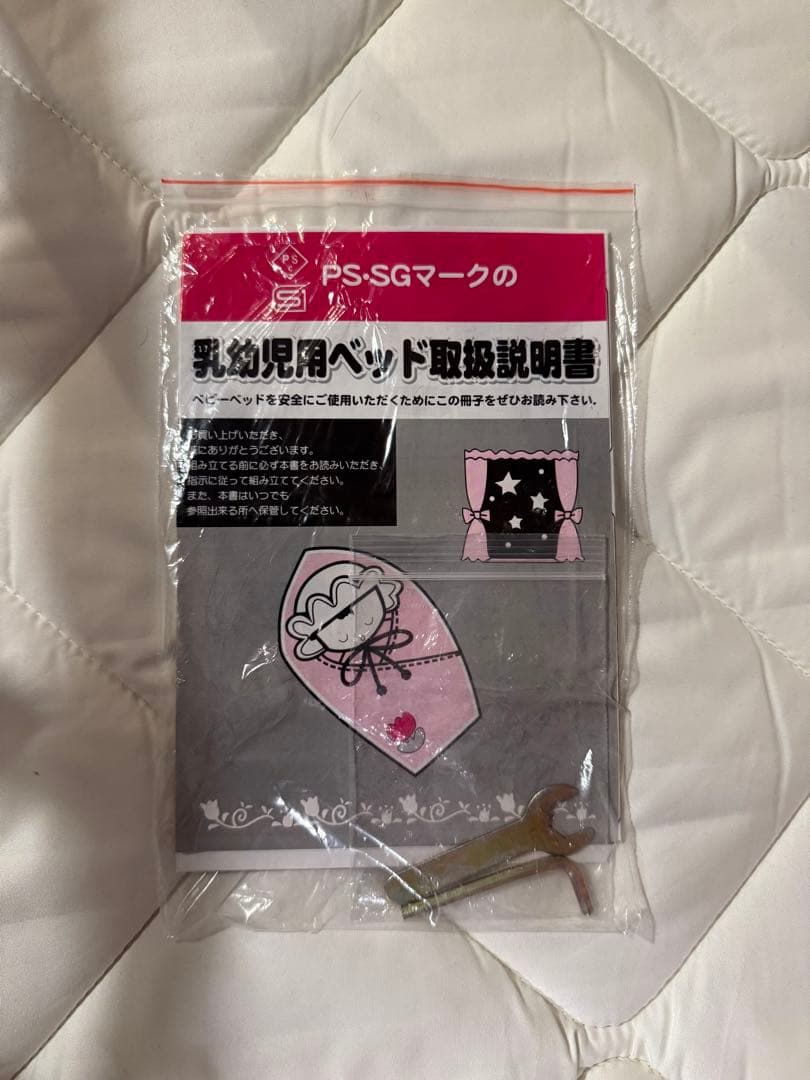 PS
C
PS・SGマークの
乳幼児用ベッド取扱説明書
ベビーベッドを安全にご使用いただくためにこの冊子をぜひお読み下さい.
お買い上げいただき、
にありがとうございます。
組み立てる前に必ず本書をお読みいただき、
指示に従って組み立ててください。
また、本書はいつでも
参照出来る所へ保管してください。